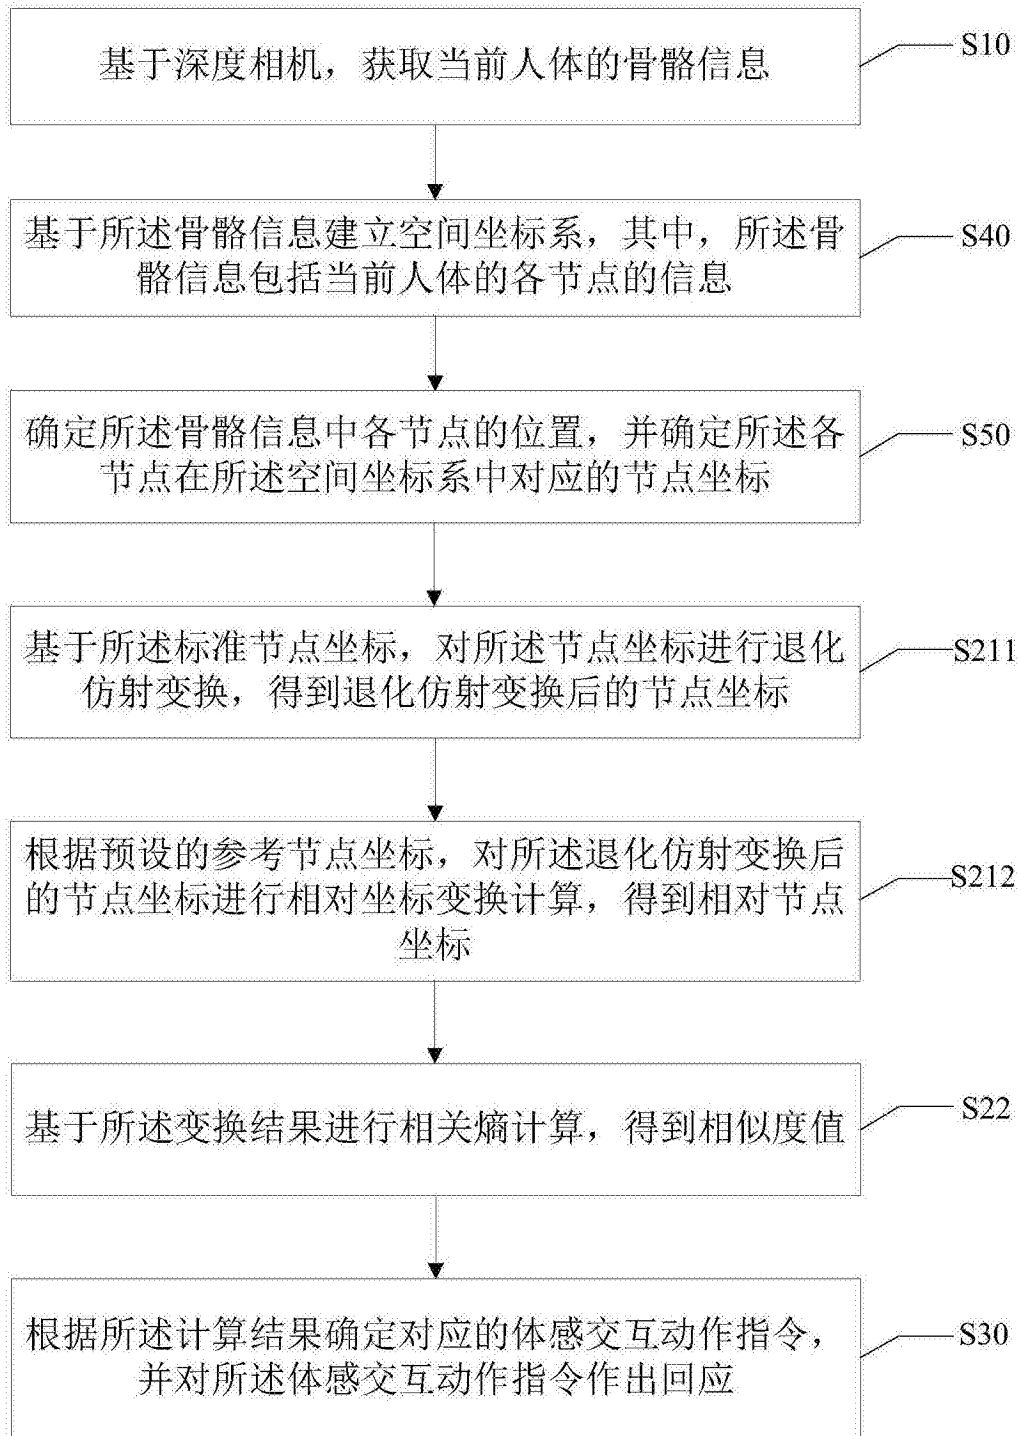 基于深度相机，获取当前人体的骨骼信息
S10
基于所述骨骼信息建立空间坐标系，其中，所述骨
骼信息包括当前人体的各节点的信息
S40
确定所述骨骼信息中各节点的位置，并确定所述各
节点在所述空间坐标系中对应的节点坐标
S50
基于所述标准节点坐标，对所述节点坐标进行退化
仿射变换，得到退化仿射变换后的节点坐标
S211
根据预设的参考节点坐标，对所述退化仿射变换后
的节点坐标进行相对坐标变换计算，得到相对节点
坐标
S212
基于所述变换结果进行相关熵计算，得到相似度值
S22
根据所述计算结果确定对应的体感交互动作指令，
并对所述体感交互动作指令作出回应
S30